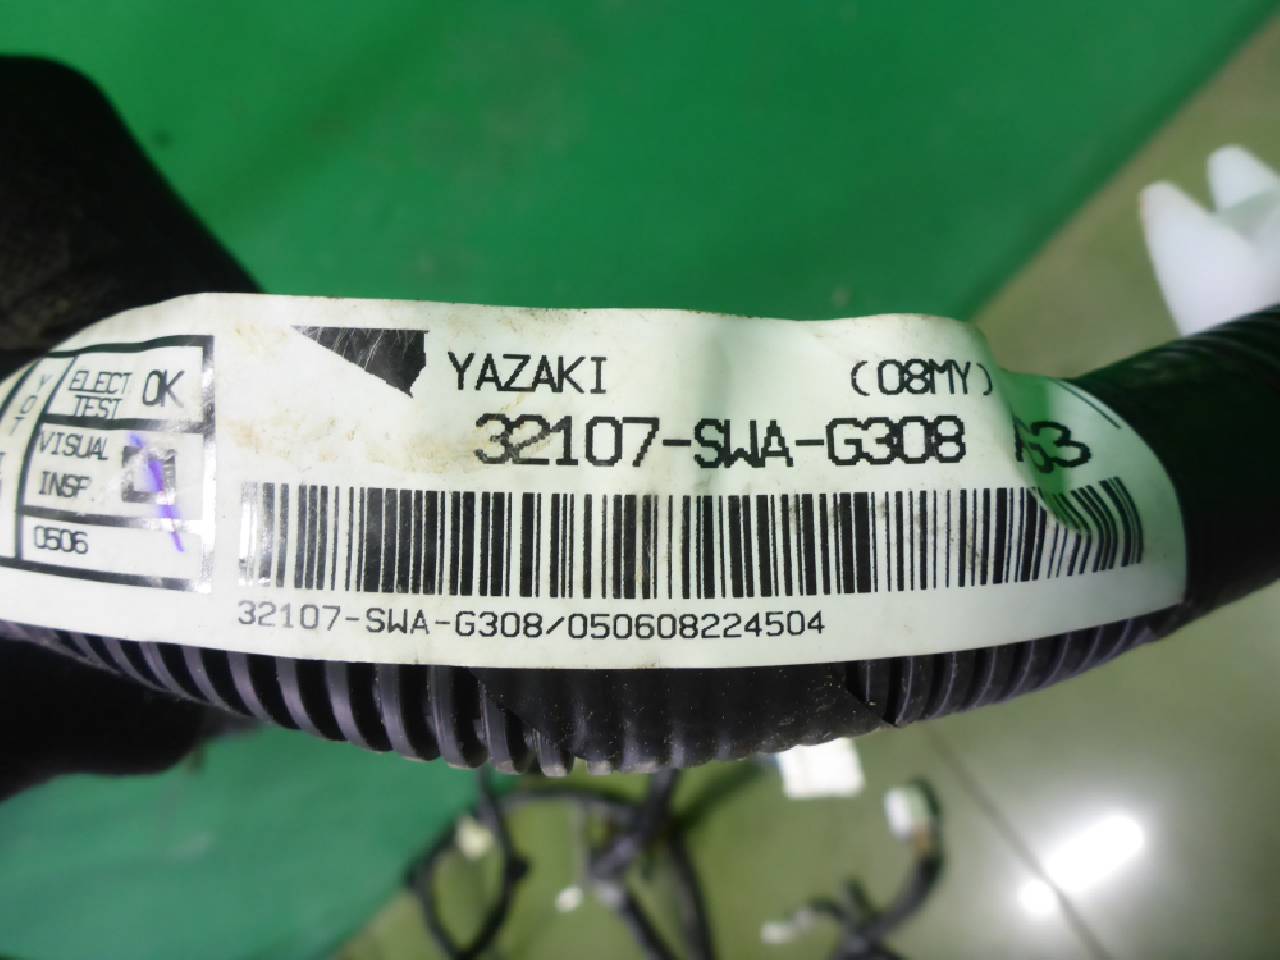 YAZAKI (08MY)
32107-SWA-G308
32107-SWA-G308/050608224504
ELECT TEST OK
VISUAL INSP.
0506